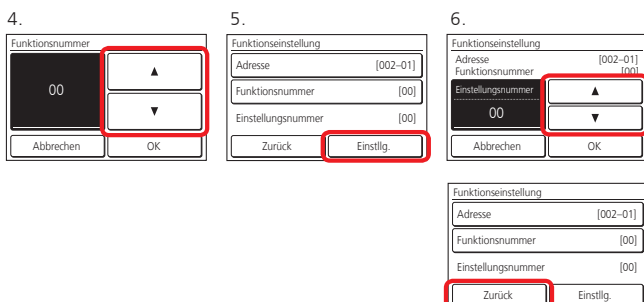 4.
Funktionsnummer
00
▲
▼
Abbrechen OK
5.
Funktionseinstellung
Adresse [002–01]
Funktionsnummer [00]
Einstellungsnummer [00]
Zurück Einstllg.
6.
Funktionseinstellung
Adresse [002–01]
Funktionsnummer [00]
Einstellungsnummer
00
▲
▼
Abbrechen OK
Funktionseinstellung
Adresse [002–01]
Funktionsnummer [00]
Einstellungsnummer [00]
Zurück Einstllg.